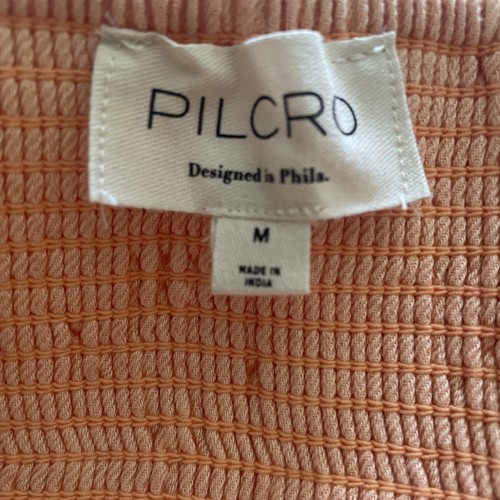 PILCRO
Designed in Phila.
M
MADE IN
INDIA